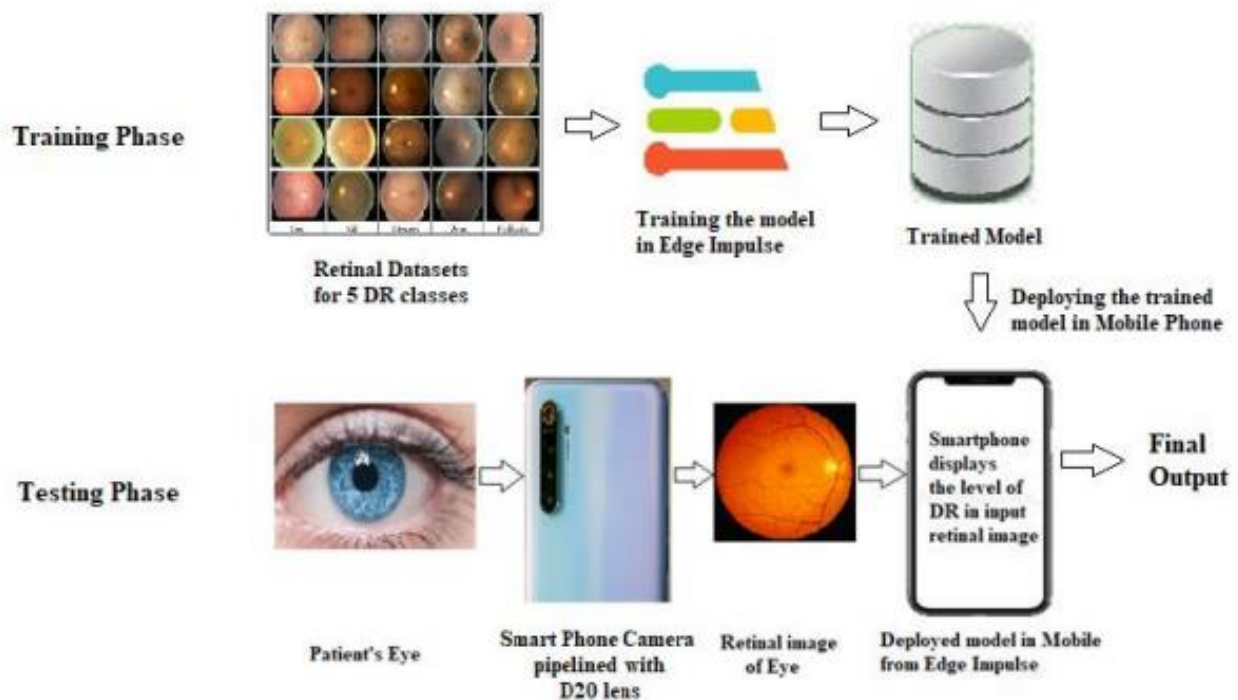 Training Phase
Retinal Datasets
for 5 DR classes
Training the model
in Edge Impulse
Trained Model
Deploying the trained
model in Mobile Phone
Testing Phase
Smartphone
displays
the level of
DR in input
retinal image
Final
Output
Patient's Eye
Smart Phone Camera
pipelined with
D20 lens
Retinal image
of Eye
Deployed model in Mobile
from Edge Impulse